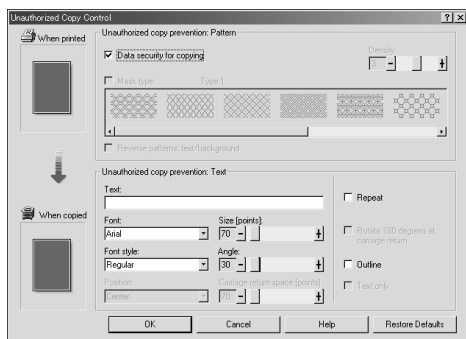 Unauthorized Copy Control
When printed
Unauthorized copy prevention: Pattern
Data security for copying
Density:
3
Mask type:
Type 1
Reverse patterns: text/background
When copied
Unauthorized copy prevention: Text
Text:
Repeat
Font:
Size [points]:
Arial
70
Rotate 180 degrees at
carriage return
Font style:
Angle:
Regular
30
Outline
Position:
Carriage return space [points]
Text only
Center
70
OK
Cancel
Help
Restore Defaults